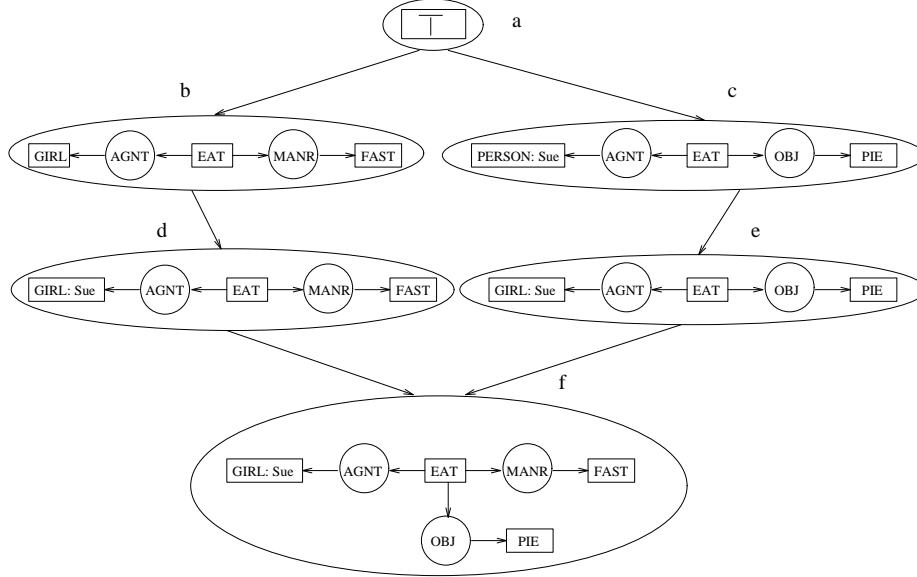 T a
b c
GIRL AGNT EAT MANR FAST PERSON: Sue AGNT EAT OBJ PIE
d e
GIRL: Sue AGNT EAT MANR FAST GIRL: Sue AGNT EAT OBJ PIE
f
GIRL: Sue AGNT EAT MANR FAST
OBJ PIE